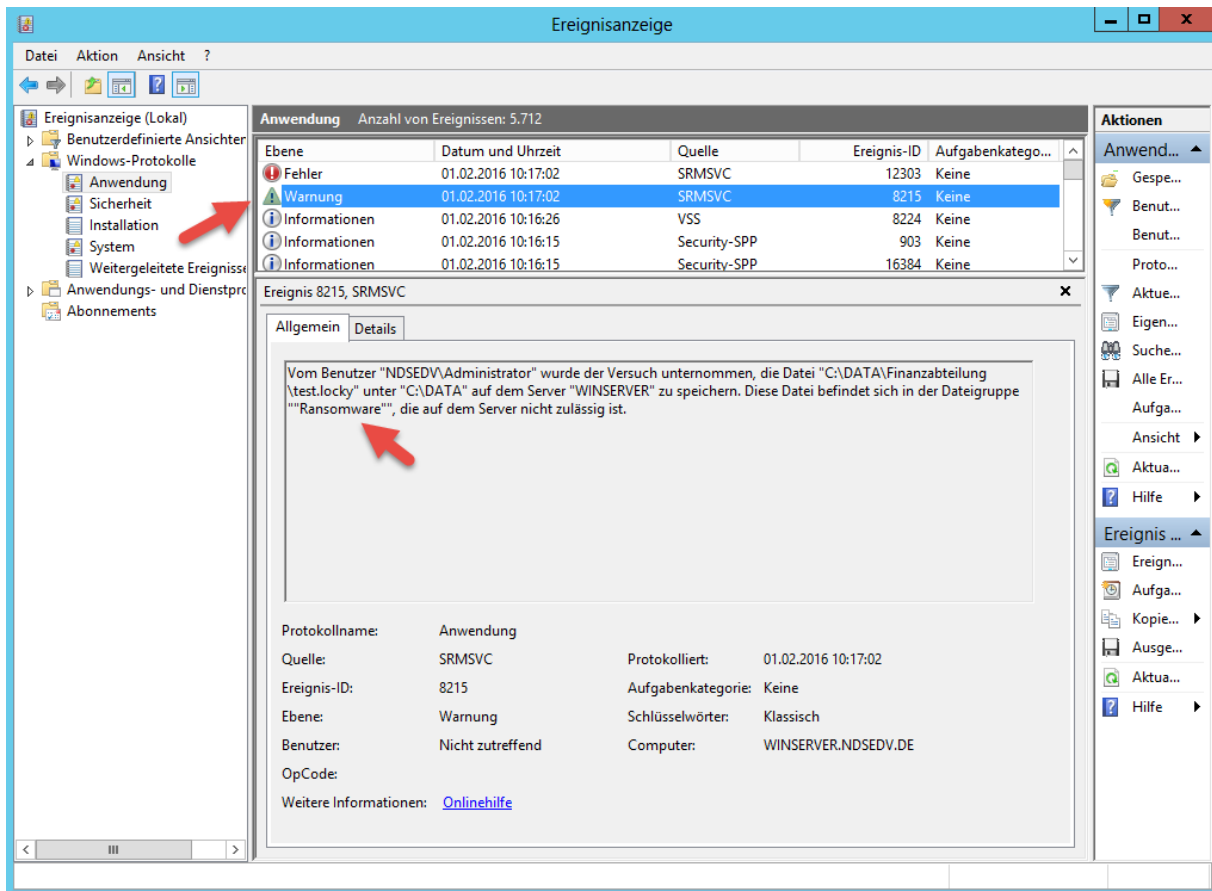 Ereignisanzeige
Datei Aktion Ansicht ?
Ereignisanzeige (Lokal)
Benutzerdefinierte Ansichter
Windows-Protokolle
Anwendung
Sicherheit
Installation
System
Weitergeleitete Ereignisse
Anwendungs- und Dienstprc
Abonnements
Anwendung Anzahl von Ereignissen: 5.712
Ebene Datum und Uhrzeit Quelle Ereignis-ID Aufgabenkatego...
Fehler 01.02.2016 10:17:02 SRMSVC 12303 Keine
Warnung 01.02.2016 10:17:02 SRMSVC 8215 Keine
Informationen 01.02.2016 10:16:26 VSS 8224 Keine
Informationen 01.02.2016 10:16:15 Security-SPP 903 Keine
Informationen 01.02.2016 10:16:15 Security-SPP 16384 Keine
Ereignis 8215, SRMSVC
Allgemein Details
Vom Benutzer "NDSEDV\Administrator" wurde der Versuch unternommen, die Datei "C:\DATA\Finanzabteilung
\test.locky" unter "C:\DATA" auf dem Server "WINSERVER" zu speichern. Diese Datei befindet sich in der Dateigruppe
""Ransomware"", die auf dem Server nicht zulässig ist.
Protokollname: Anwendung
Quelle: SRMSVC Protokolliert: 01.02.2016 10:17:02
Ereignis-ID: 8215 Aufgabenkategorie: Keine
Ebene: Warnung Schlüsselwörter: Klassisch
Benutzer: Nicht zutreffend Computer: WINSERVER.NDSEDV.DE
OpCode:
Weitere Informationen: Onlinehilfe
Aktionen
Anwend...
Gespe...
Benut...
Benut...
Proto...
Aktue...
Eigen...
Suche...
Alle Er...
Aufga...
Ansicht
Aktua...
Hilfe
Ereignis ...
Ereign...
Aufga...
Kopie...
Ausge...
Aktua...
Hilfe